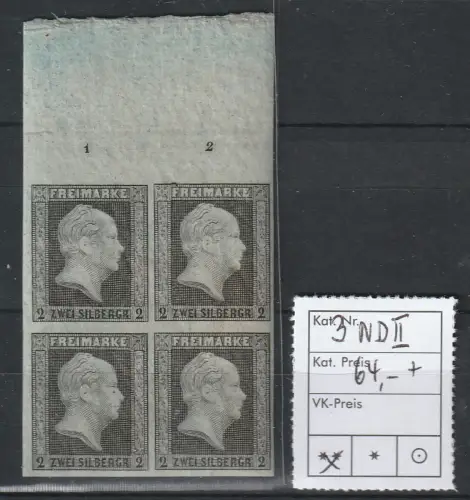 1 2
FREIMARKE FREIMARKE
2 ZWEI SILBERGR. 2 2 ZWEI SILBERGR. 2
FREIMARKE FREIMARKE
2 ZWEI SILBERGR. 2 2 ZWEI SILBERGR. 2
Kat. Nr. 3 ND II
Kat. Preis 64,- +
VK-Preis